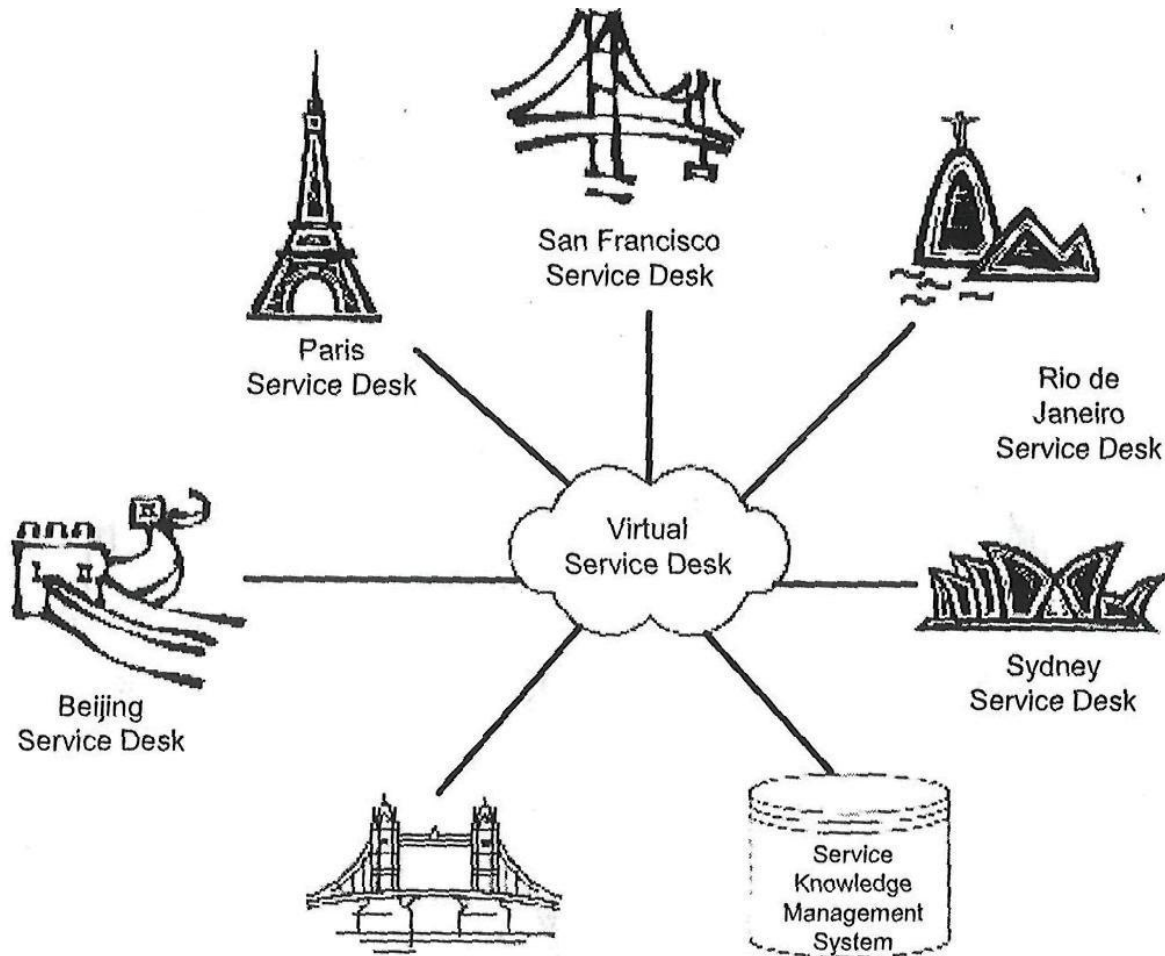 San Francisco
Service Desk
Paris
Service Desk
Rio de
Janeiro
Service Desk
Virtual
Service Desk
Beijing
Service Desk
Sydney
Service Desk
Service
Knowledge
Management
System